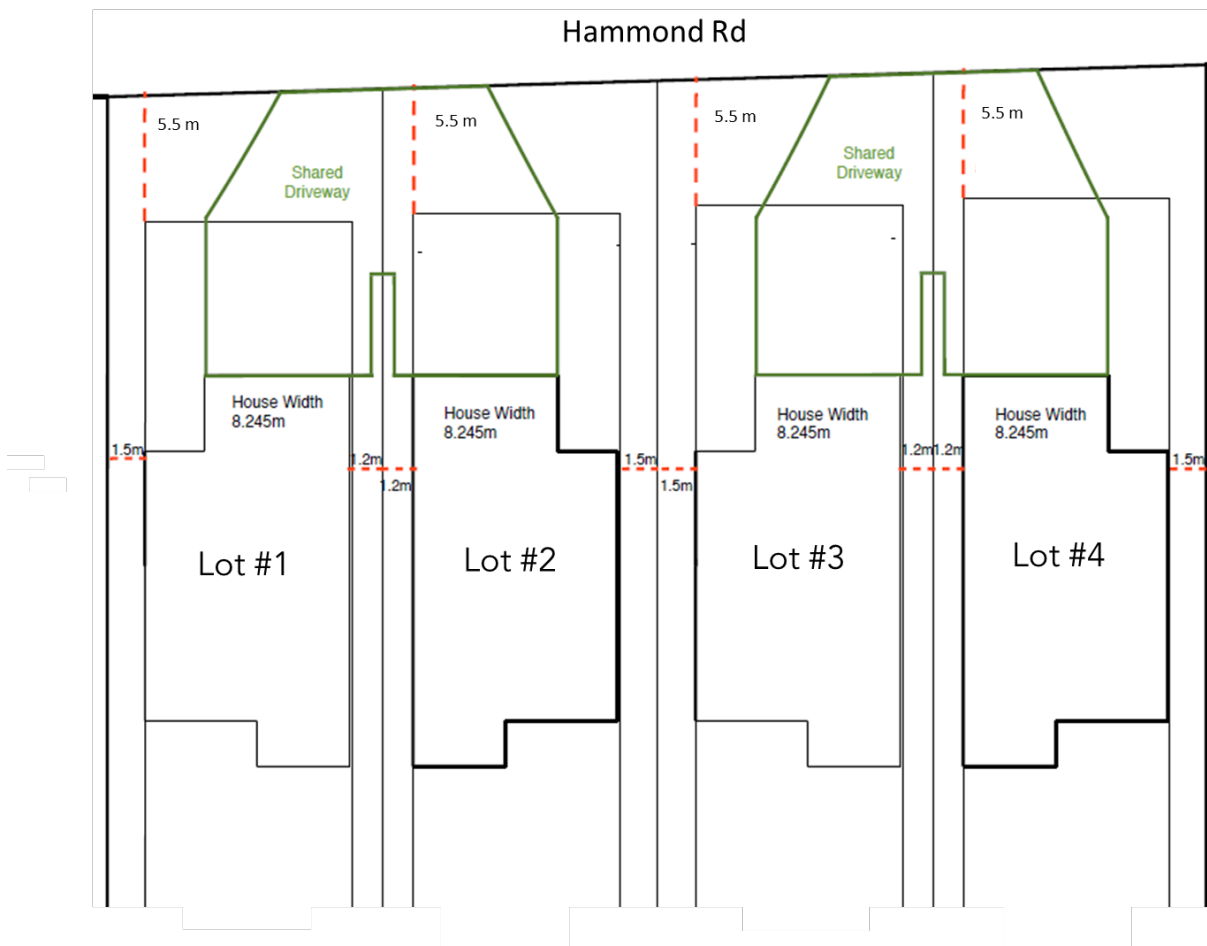 Hammond Rd
5.5 m
5.5 m
5.5 m
5.5 m
Shared
Driveway
Shared
Driveway
House Width
8.245m
House Width
8.245m
House Width
8.245m
House Width
8.245m
1.5m
1.2m
1.2m
1.5m
1.5m
1.2m
1.2m
1.5m
Lot #1
Lot #2
Lot #3
Lot #4